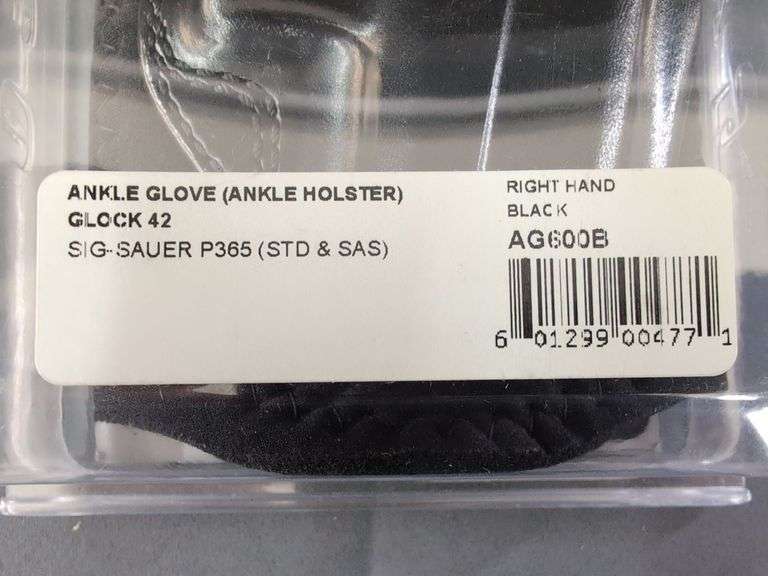 ANKLE GLOVE (ANKLE HOLSTER)
GLOCK 42
SIG-SAUER P365 (STD & SAS)
RIGHT HAND
BLACK
AG600B
6 01299 00477 1